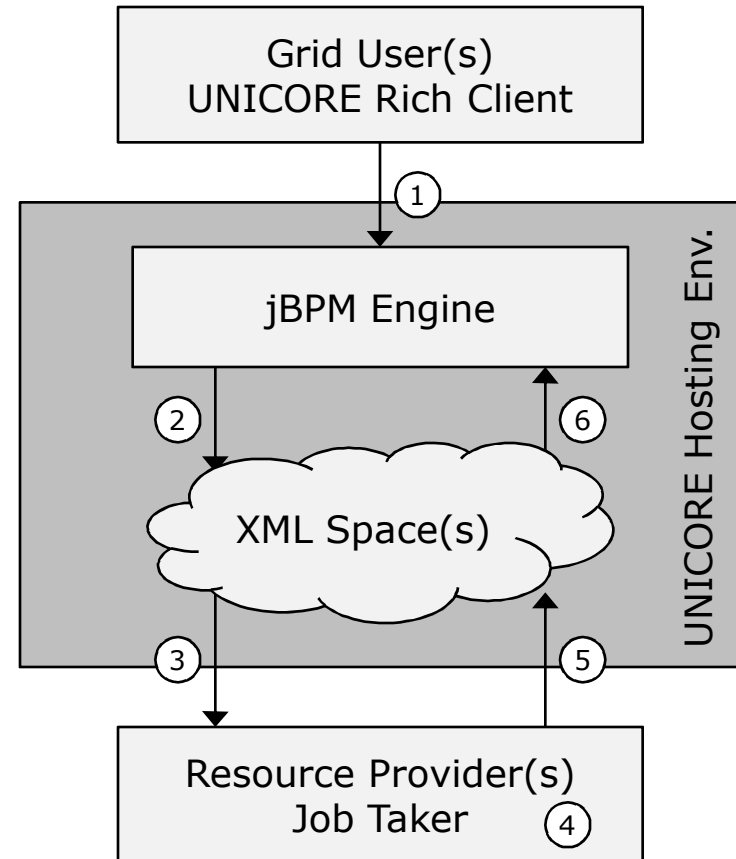 Grid User(s)
UNICORE Rich Client
1
jBPM Engine
2
6
XML Space(s)
UNICORE Hosting Env.
3
5
Resource Provider(s)
Job Taker
4